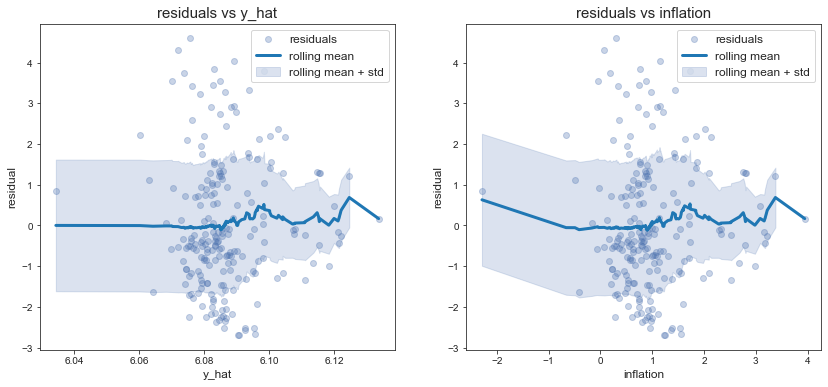 residuals vs y_hat
residuals
rolling mean
rolling mean + std
residual
4
3
2
1
0
−1
−2
−3
6.04
6.06
6.08
6.10
6.12
y_hat
residuals vs inflation
residuals
rolling mean
rolling mean + std
residual
4
3
2
1
0
−1
−2
−3
−2
−1
0
1
2
3
4
inflation